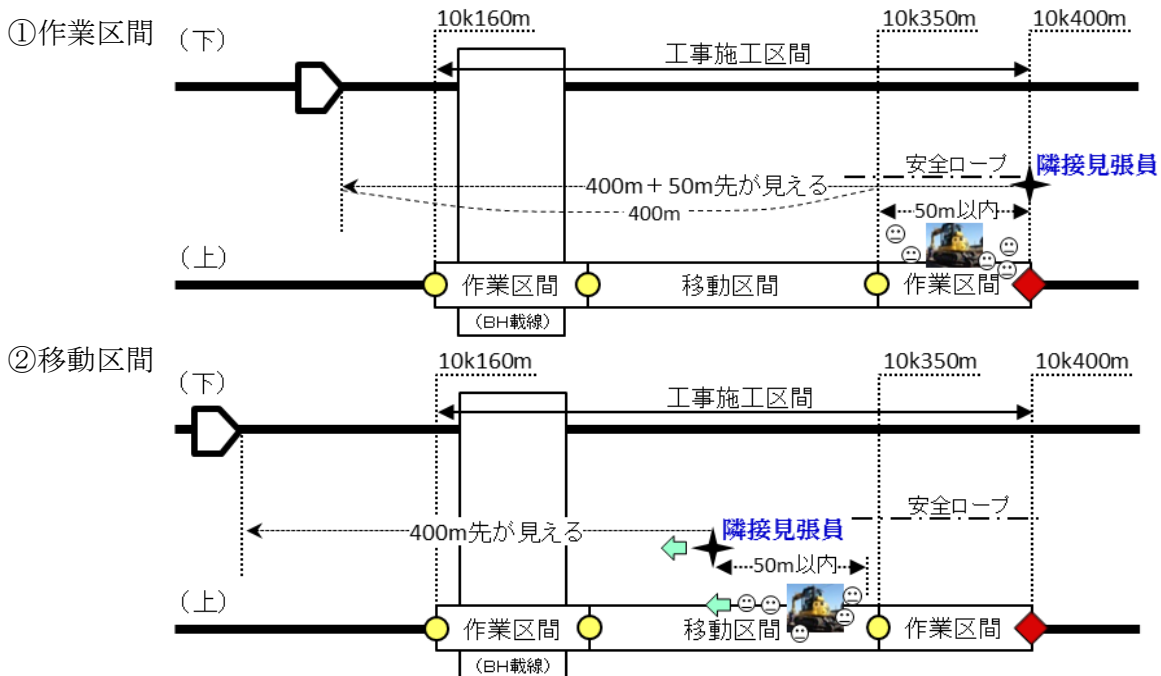 ①作業区間
10k160m
10k350m
10k400m
(下)
工事施工区間
安全ロープ
隣接見張員
400m+50m先が見える
400m
50m以内
(上)
作業区間
移動区間
作業区間
(BH載線)
②移動区間
10k160m
10k350m
10k400m
(下)
工事施工区間
安全ロープ
400m先が見える
隣接見張員
50m以内
(上)
作業区間
移動区間
作業区間
(BH載線)